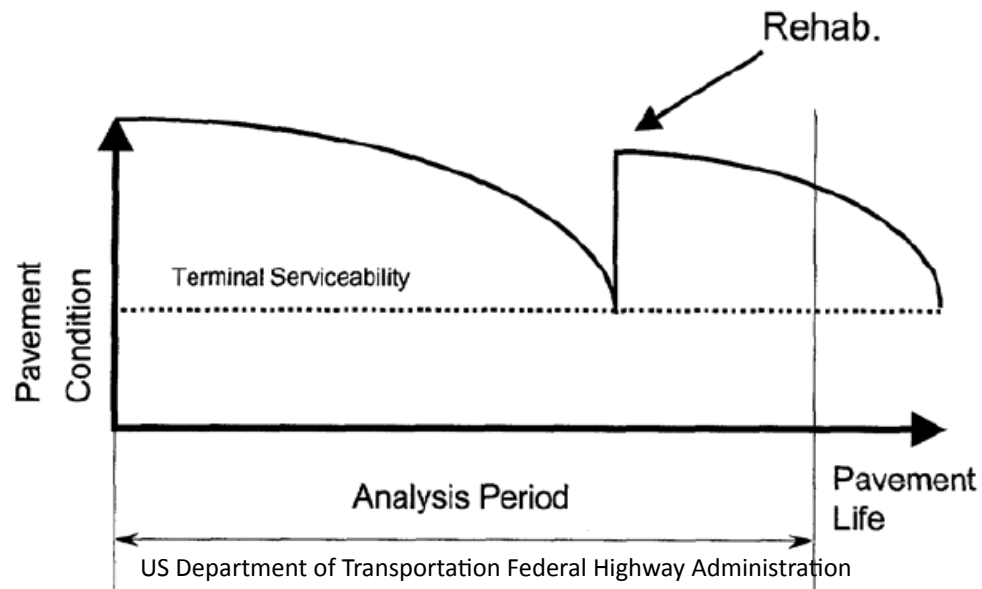 Rehab.
Pavement
Condition
Terminal Serviceability
Analysis Period
Pavement
Life
US Department of Transportation Federal Highway Administration